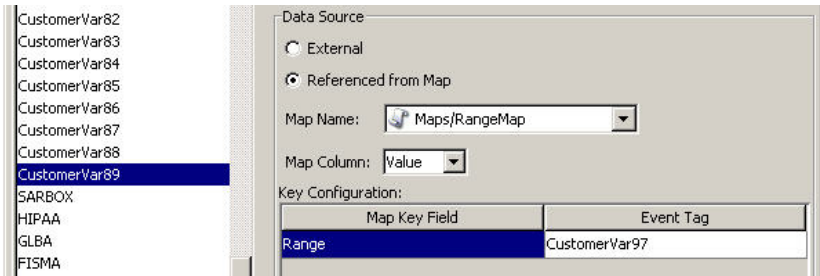 CustomerVar82
CustomerVar83
CustomerVar84
CustomerVar85
CustomerVar86
CustomerVar87
CustomerVar88
CustomerVar89
SARBOX
HIPAA
GLBA
FISMA
Data Source
External
Referenced from Map
Map Name: Maps/RangeMap
Map Column: Value
Key Configuration:
Map Key Field Event Tag
Range CustomerVar97